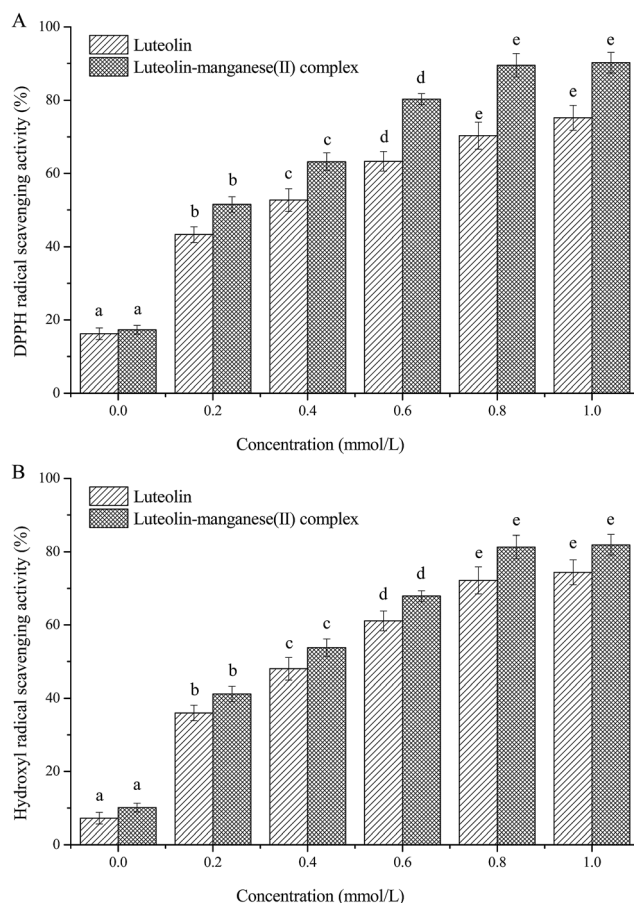 A
Luteolin
Luteolin-manganese(II) complex
DPPH radical scavenging activity (%)
100
80
60
40
20
0
a a b b c c d d e e e e
0.0 0.2 0.4 0.6 0.8 1.0
Concentration (mmol/L)
B
Luteolin
Luteolin-manganese(II) complex
Hydroxyl radical scavenging activity (%)
100
80
60
40
20
0
a a b b c c d d e e e e
0.0 0.2 0.4 0.6 0.8 1.0
Concentration (mmol/L)